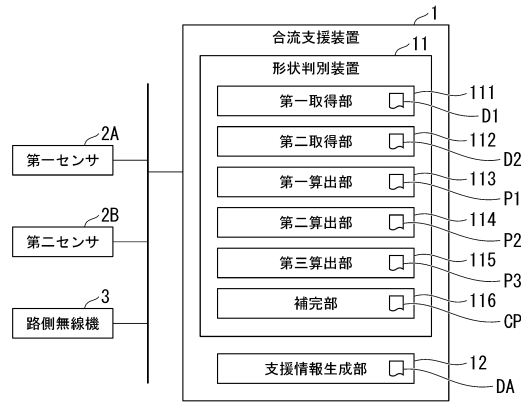 1
合流支援装置
11
形状判別装置
第一取得部
111
D1
第二取得部
112
D2
第一算出部
113
P1
第二算出部
114
P2
第三算出部
115
P3
補完部
116
CP
支援情報生成部
12
DA
2A
第一センサ
2B
第二センサ
3
路側無線機